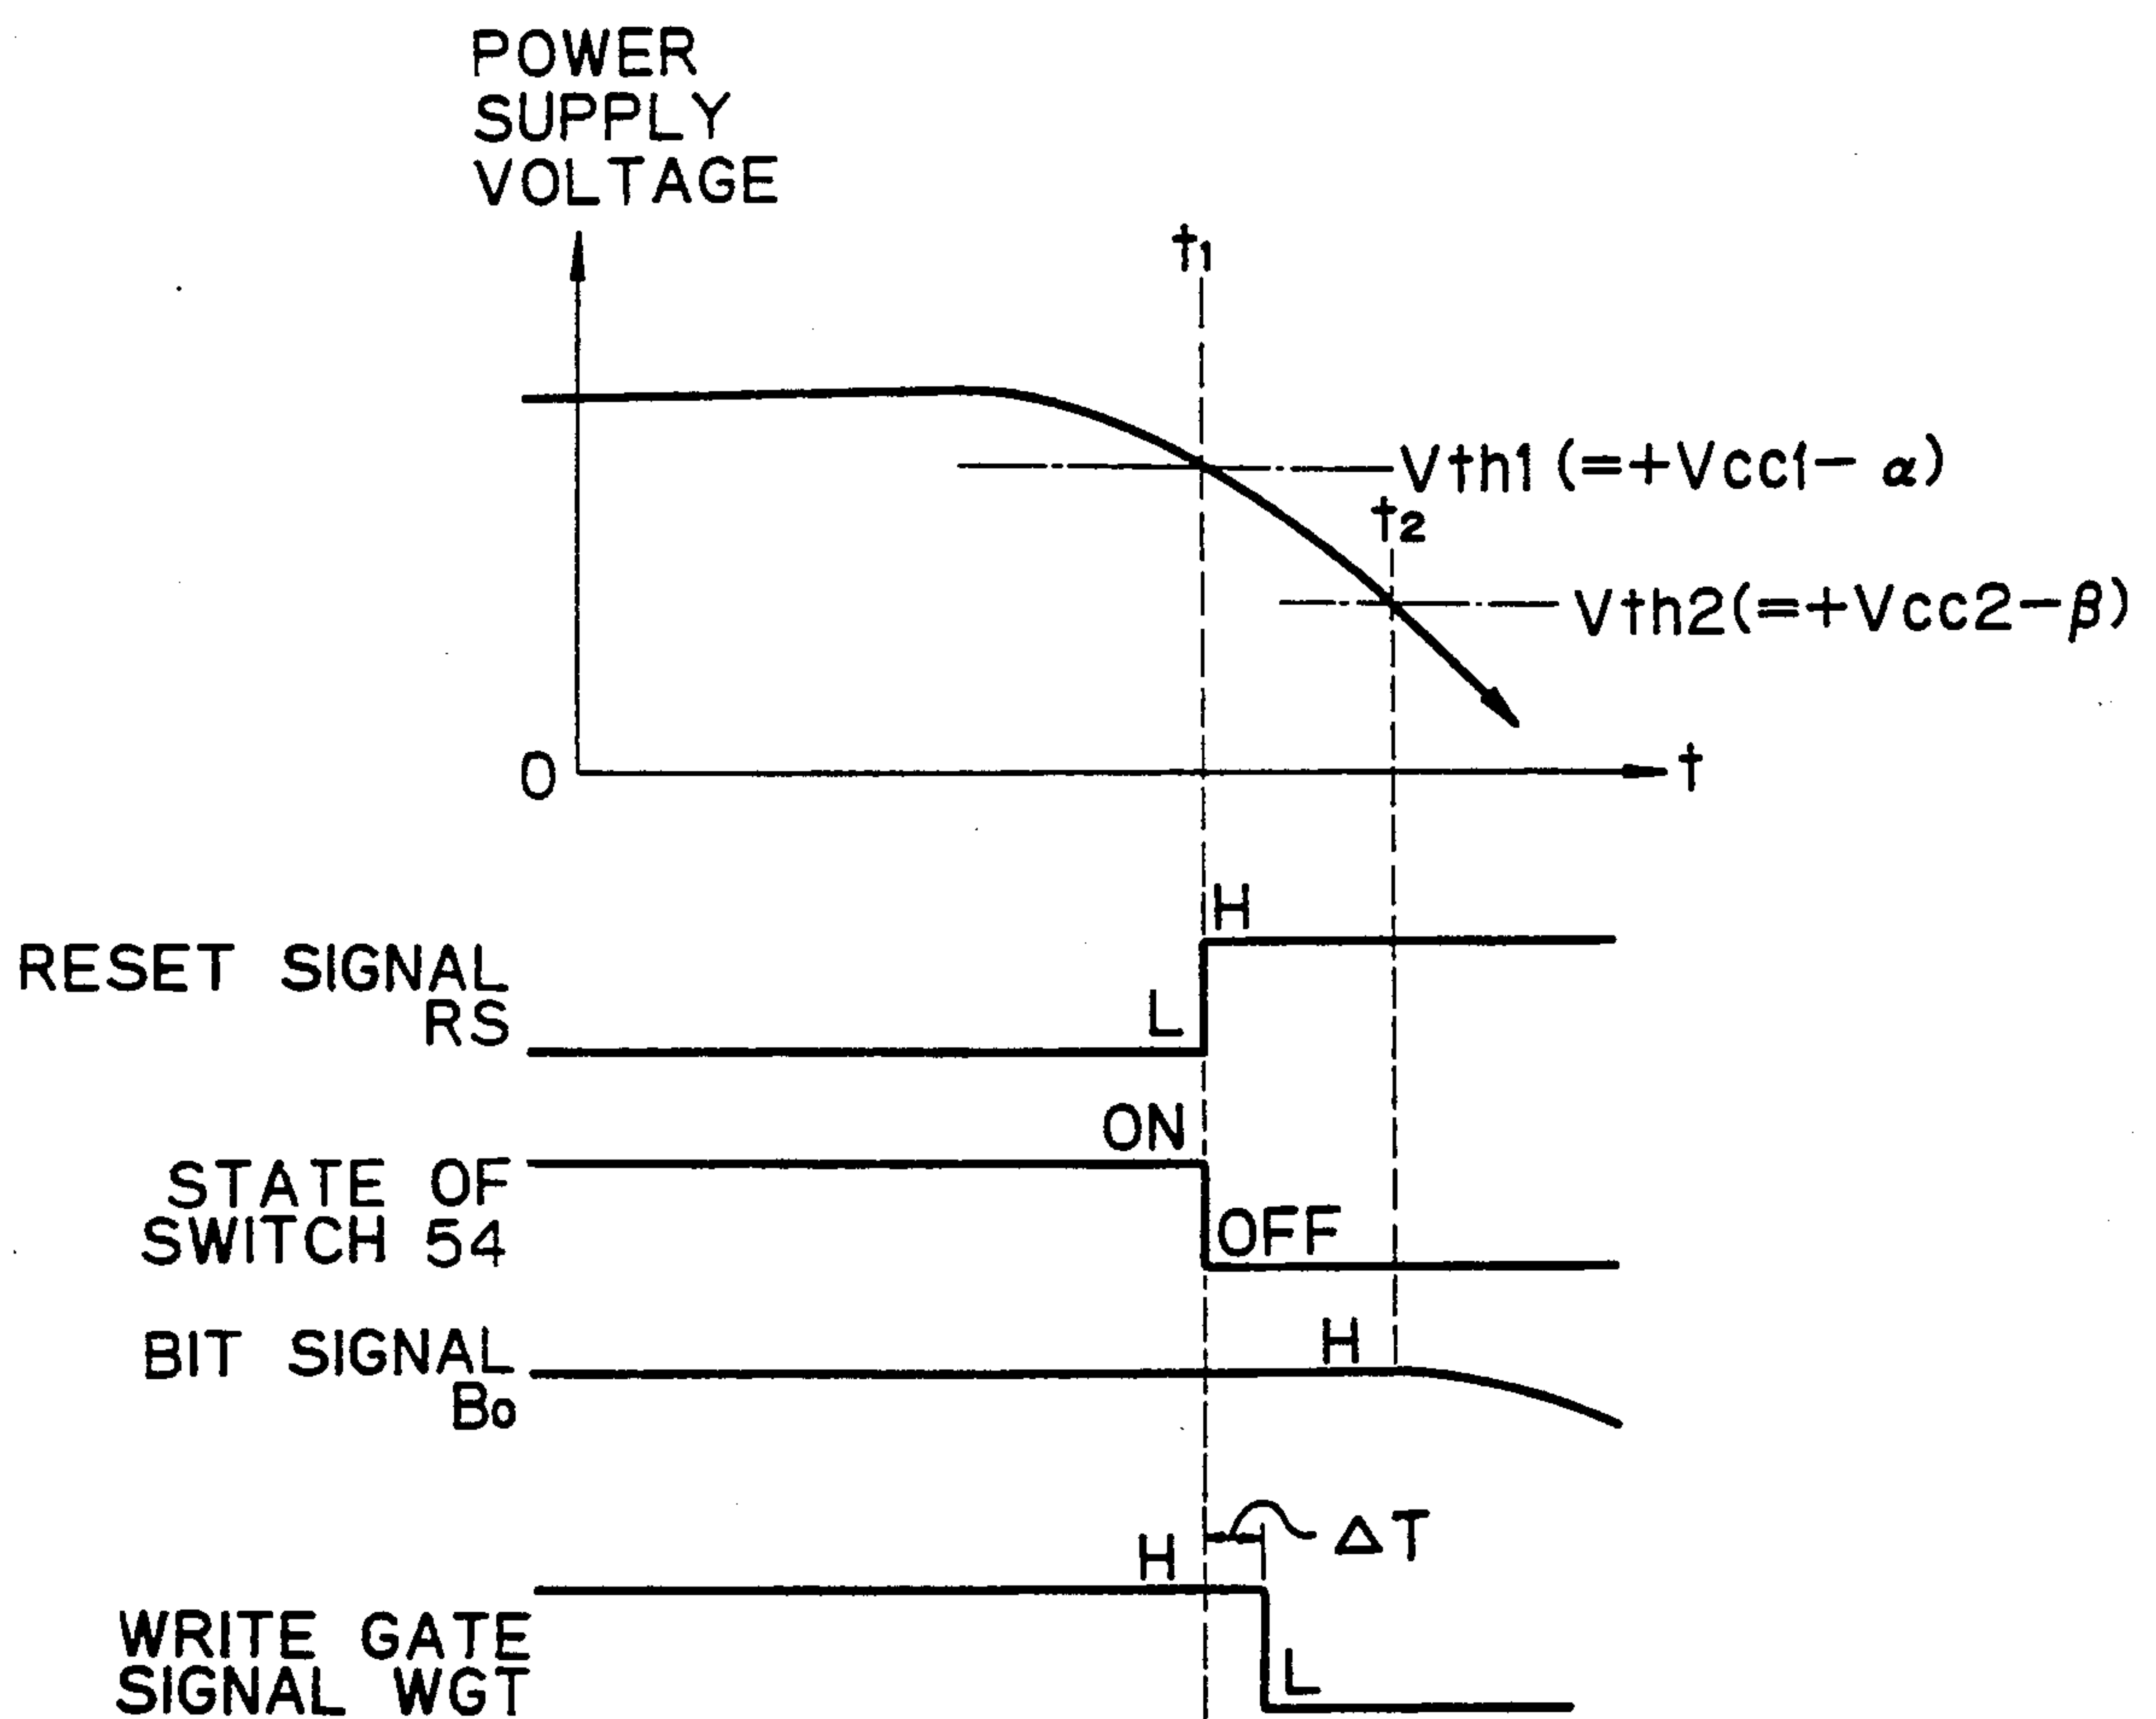 POWER
SUPPLY
VOLTAGE
t1
Vth1 (=+Vcc1- α)
t2
Vth2(=+Vcc2-β)
0
t
H
RESET SIGNAL
L
RS
ON
STATE OF
OFF
SWITCH 54
H
BIT SIGNAL
Bo
ΔT
H
WRITE GATE
L
SIGNAL WGT